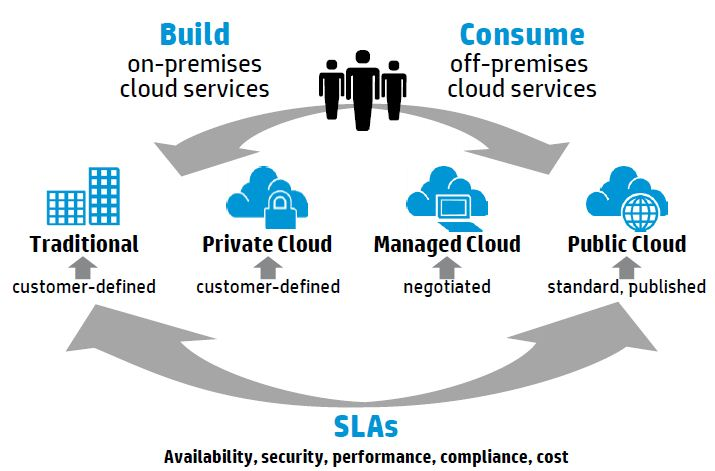 Build
on-premises
cloud services
Consume
off-premises
cloud services
Traditional
Private Cloud
Managed Cloud
Public Cloud
customer-defined
customer-defined
negotiated
standard, published
SLAs
Availability, security, performance, compliance, cost